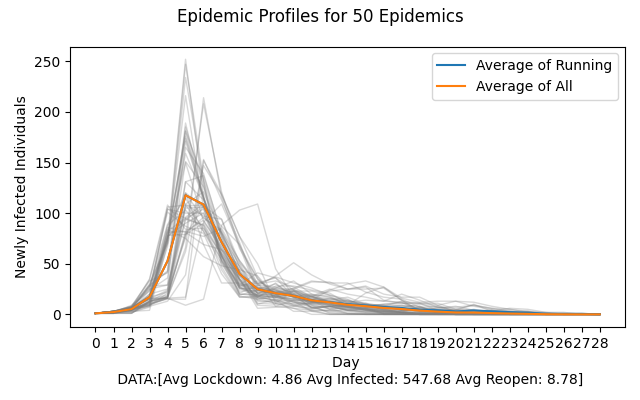 Epidemic Profiles for 50 Epidemics
Newly Infected Individuals
250
200
150
100
50
0
Average of Running
Average of All
0 1 2 3 4 5 6 7 8 9 10 11 12 13 14 15 16 17 18 19 20 21 22 23 24 25 26 27 28
Day
DATA:[Avg Lockdown: 4.86 Avg Infected: 547.68 Avg Reopen: 8.78]